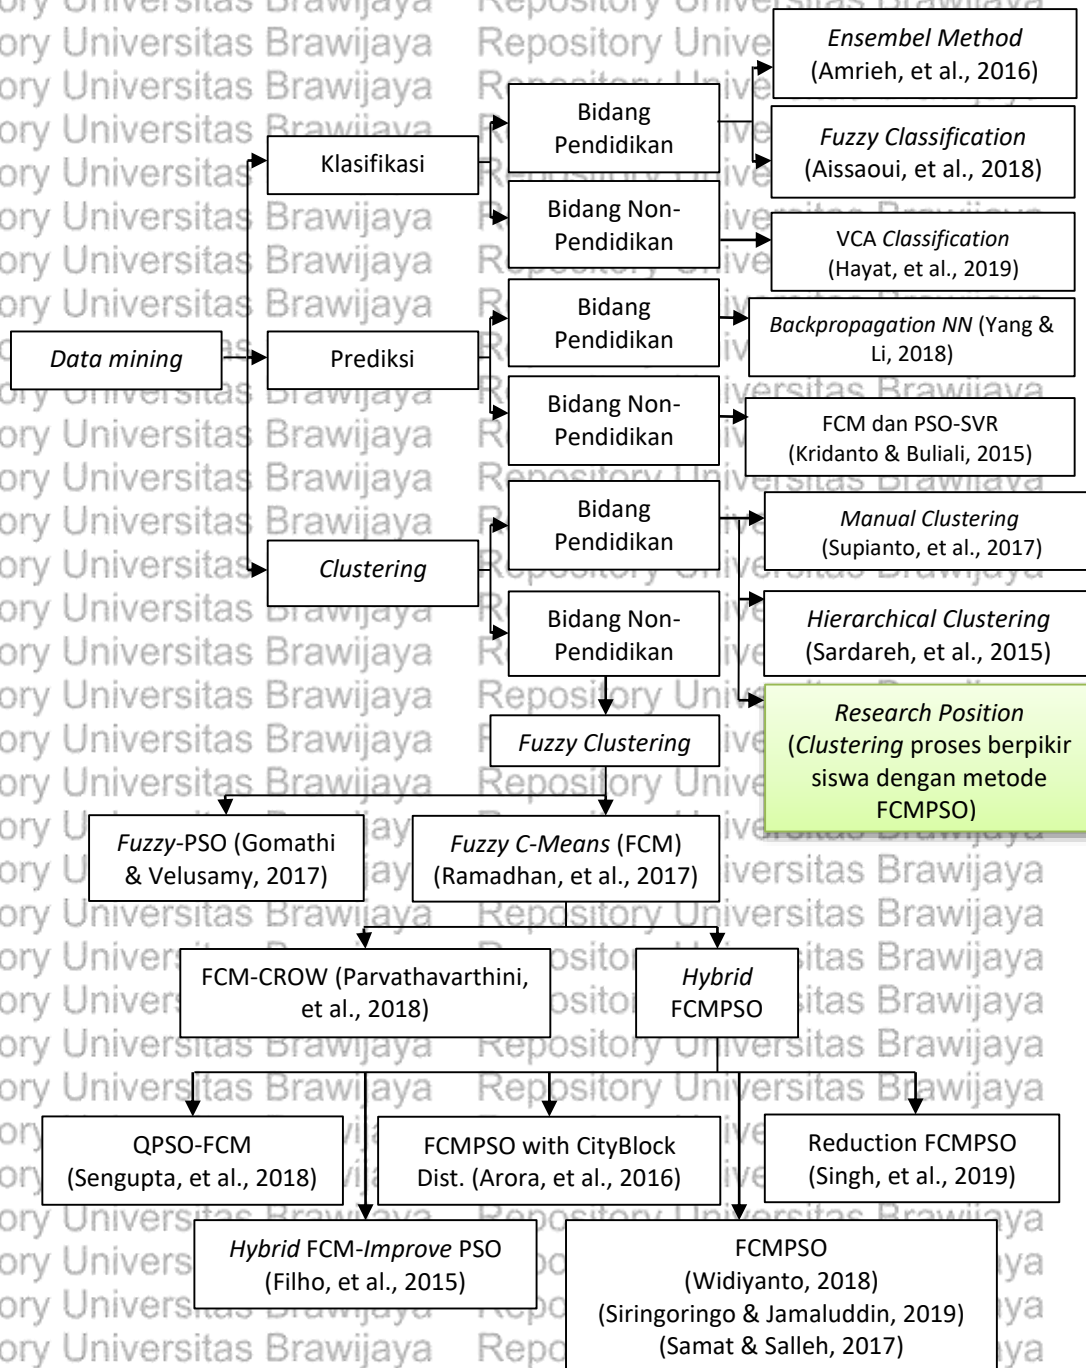 Ensembel Method
(Amrieh, et al., 2016)
Bidang
Pendidikan
Fuzzy Classification
(Aissaoui, et al., 2018)
Klasifikasi
Bidang Non-
Pendidikan
VCA Classification
(Hayat, et al., 2019)
Bidang
Pendidikan
Backpropagation NN (Yang &
Li, 2018)
Data mining
Prediksi
Bidang Non-
Pendidikan
FCM dan PSO-SVR
(Kridanto & Buliali, 2015)
Bidang
Pendidikan
Manual Clustering
(Supianto, et al., 2017)
Clustering
Bidang Non-
Pendidikan
Hierarchical Clustering
(Sardareh, et al., 2015)
Research Position
(Clustering proses berpikir
siswa dengan metode
FCMPSO)
Fuzzy Clustering
Fuzzy-PSO (Gomathi
& Velusamy, 2017)
Fuzzy C-Means (FCM)
(Ramadhan, et al., 2017)
FCM-CROW (Parvathavarthini,
et al., 2018)
Hybrid
FCMPSO
QPSO-FCM
(Sengupta, et al., 2018)
FCMPSO with CityBlock
Dist. (Arora, et al., 2016)
Reduction FCMPSO
(Singh, et al., 2019)
Hybrid FCM-Improve PSO
(Filho, et al., 2015)
FCMPSO
(Widiyanto, 2018)
(Siringoringo & Jamaluddin, 2019)
(Samat & Salleh, 2017)